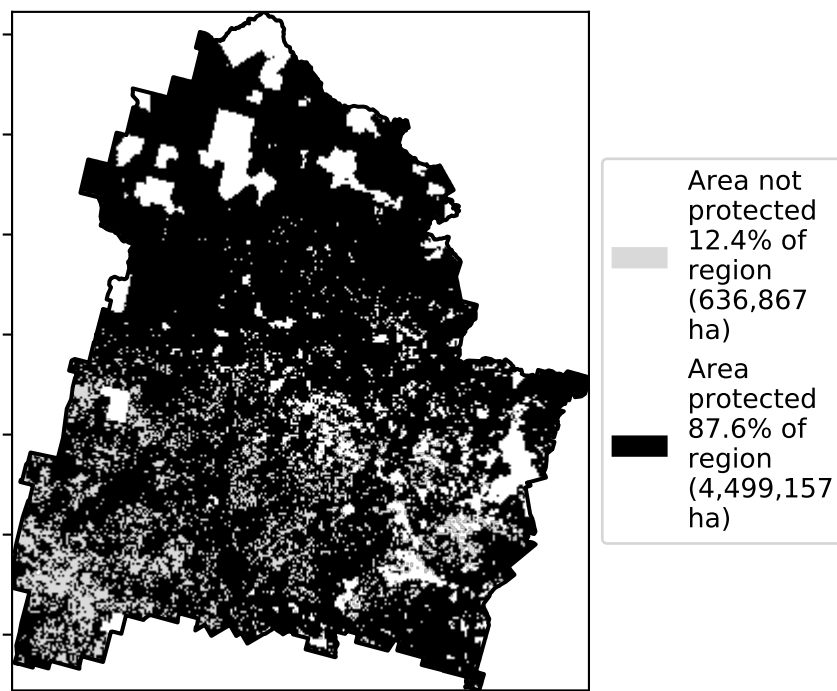 Area not
protected
12.4% of
region
(636,867
ha)
Area
protected
87.6% of
region
(4,499,157
ha)